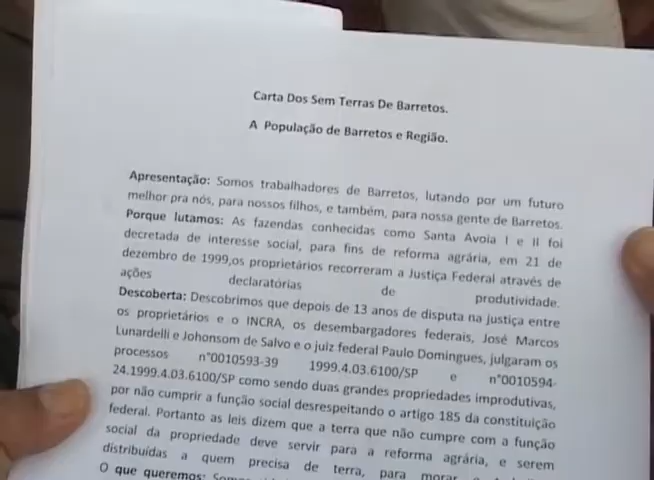 Carta Dos Sem Terras De Barretos.
A População de Barretos e Região.
Apresentação: Somos trabalhadores de Barretos, lutando por um futuro
melhor pra nós, para nossos filhos, e também, para nossa gente de Barretos.
Porque lutamos: As fazendas conhecidas como Santa Avoia I e II foi
decretada de interesse social, para fins de reforma agrária, em 21 de
dezembro de 1999,os proprietários recorreram a Justiça Federal através de
ações declaratórias de produtividade.
Descoberta: Descobrimos que depois de 13 anos de disputa na justiça entre
os proprietários e o INCRA, os desembargadores federais, José Marcos
Lunardelli e Johonsom de Salvo e o juiz federal Paulo Domingues, julgaram os
processos n°0010593-39 1999.4.03.6100/SP e n°0010594-
24.1999.4.03.6100/SP como sendo duas grandes propriedades improdutivas,
por não cumprir a função social desrespeitando o artigo 185 da constituição
federal. Portanto as leis dizem que a terra que não cumpre com a função
social da propriedade deve servir para a reforma agrária, e serem
distribuídas a quem precisa de terra, para morar
O que queremos: